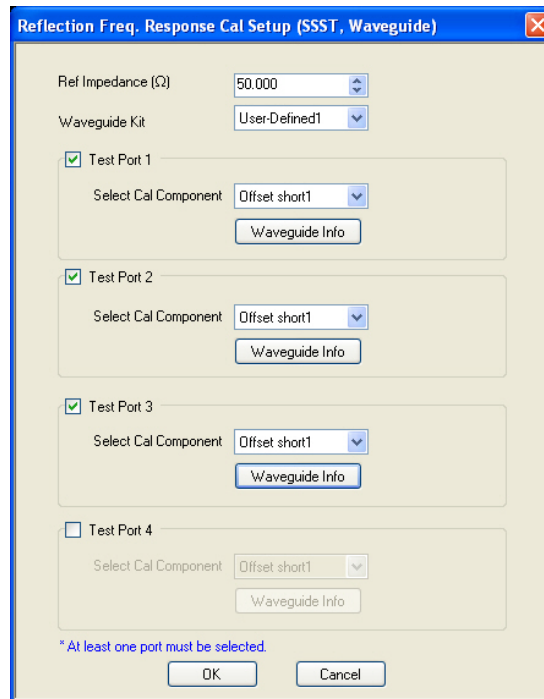 Reflection Freq. Response Cal Setup (SSST, Waveguide)
Ref Impedance (Ω) 50.000
Waveguide Kit User-Defined1
Test Port 1
Select Cal Component Offset short1
Waveguide Info
Test Port 2
Select Cal Component Offset short1
Waveguide Info
Test Port 3
Select Cal Component Offset short1
Waveguide Info
Test Port 4
Select Cal Component Offset short1
Waveguide Info
* At least one port must be selected.
OK Cancel